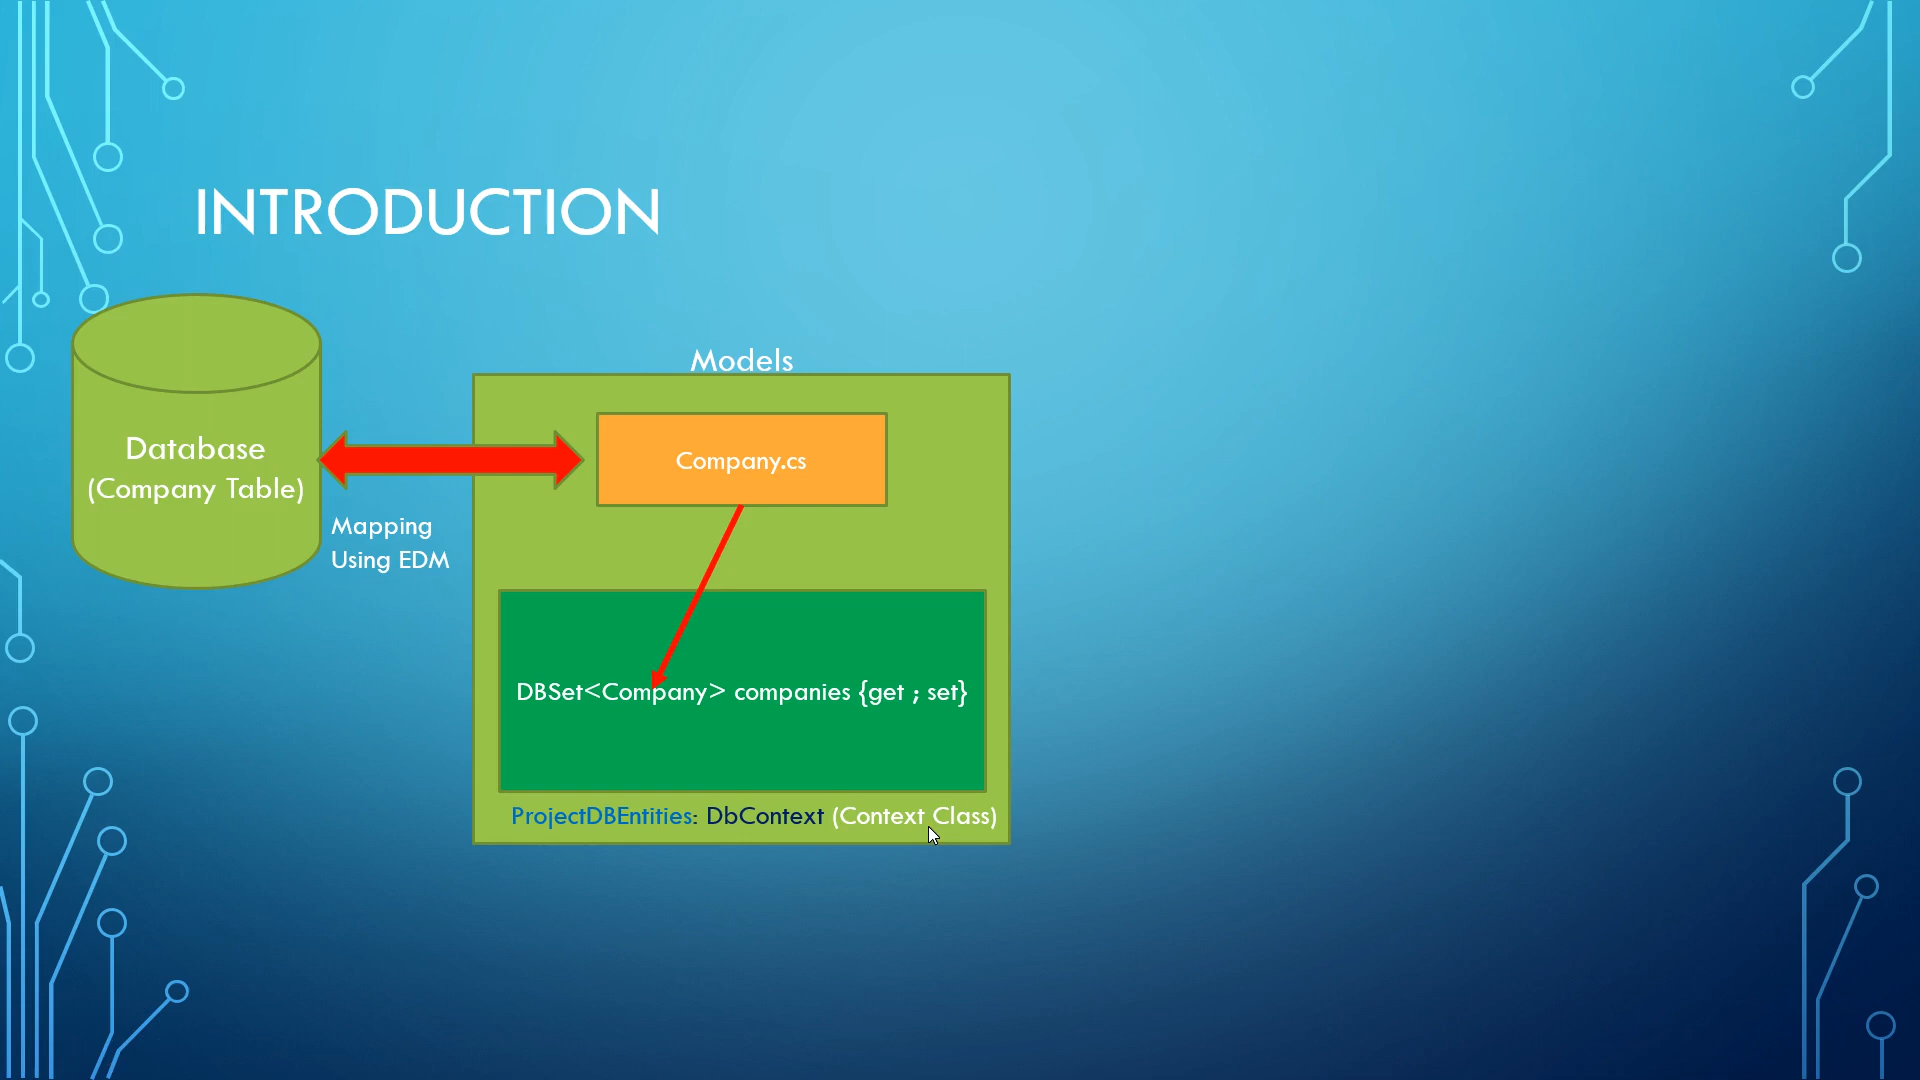 INTRODUCTION
Models
Database
(Company Table)
Company.cs
Mapping
Using EDM
DBSet<Company> companies {get ; set}
ProjectDBEntities: DbContext (Context Class)